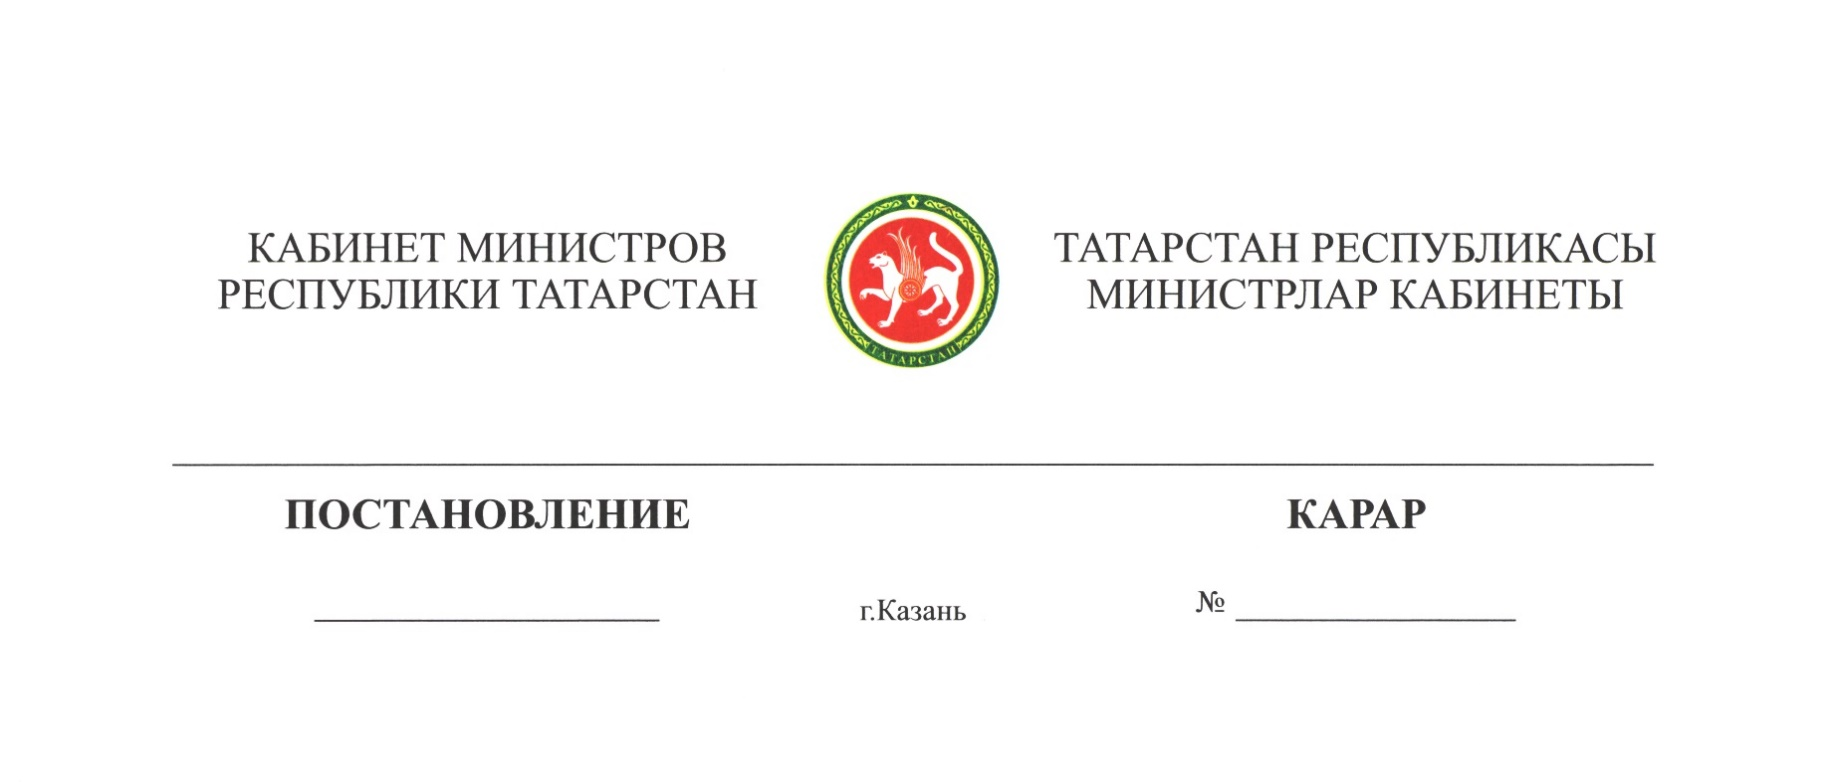 КАБИНЕТ МИНИСТРОВ
РЕСПУБЛИКИ ТАТАРСТАН
ТАТАРСТАН
ТАТАРСТАН РЕСПУБЛИКАСЫ
МИНИСТРЛАР КАБИНЕТЫ
ПОСТАНОВЛЕНИЕ
КАРАР
г.Казань
№